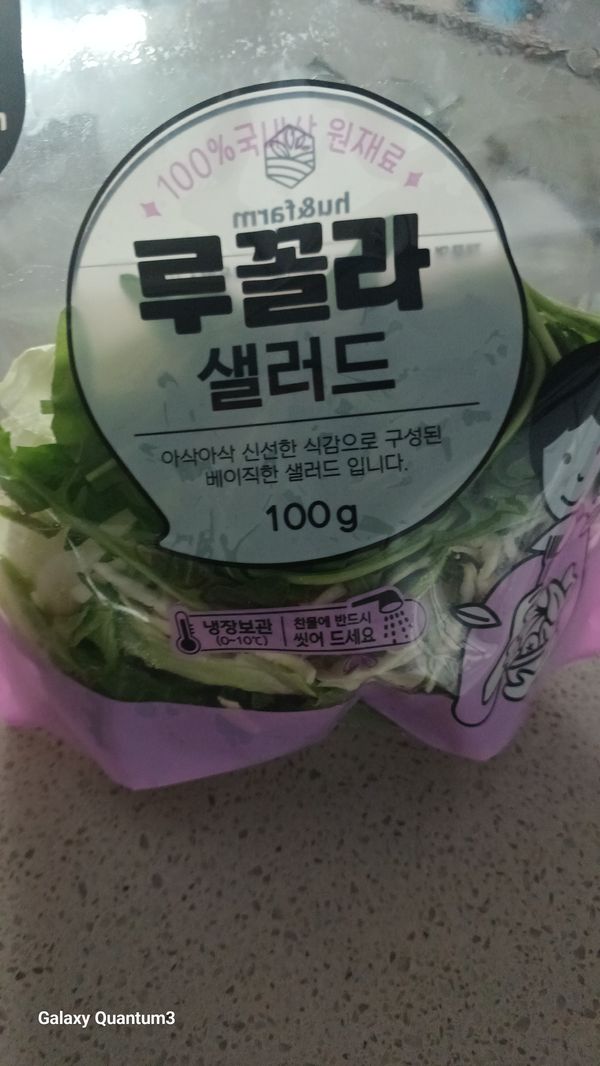 100%국내산 원재료
hu&farm
루꼴라
샐러드
아삭아삭 신선한 식감으로 구성된
베이직한 샐러드 입니다.
100g
냉장보관
(0~10℃)
찬물에 반드시
씻어 드세요
Galaxy Quantum3